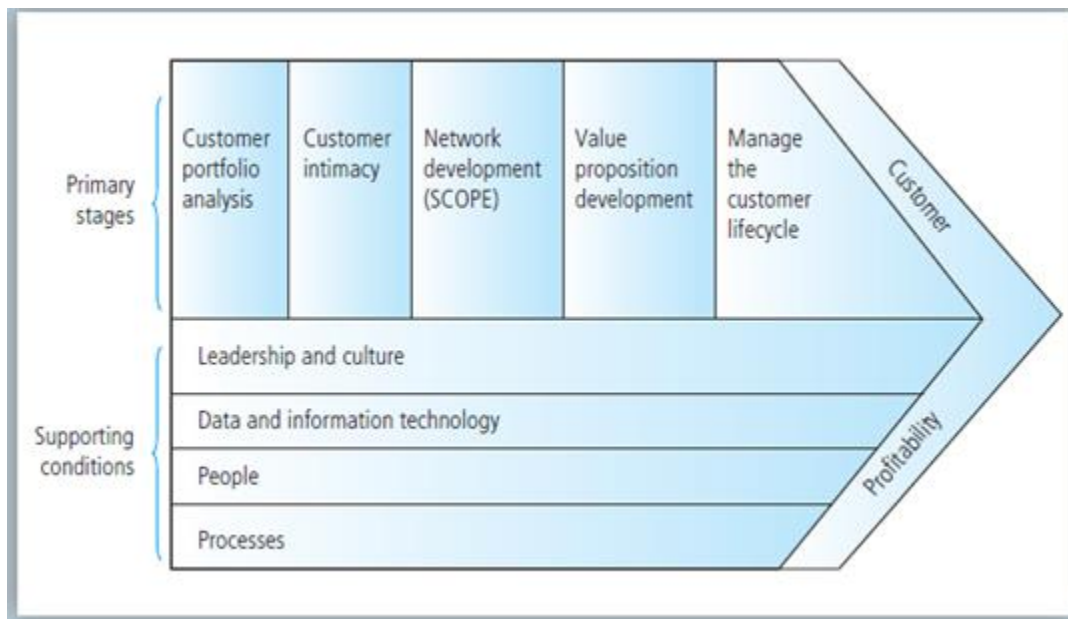 Primary
stages
Customer
portfolio
analysis
Customer
intimacy
Network
development
(SCOPE)
Value
proposition
development
Manage
the
customer
lifecycle
Customer
Supporting
conditions
Leadership and culture
Data and information technology
People
Processes
Profitability